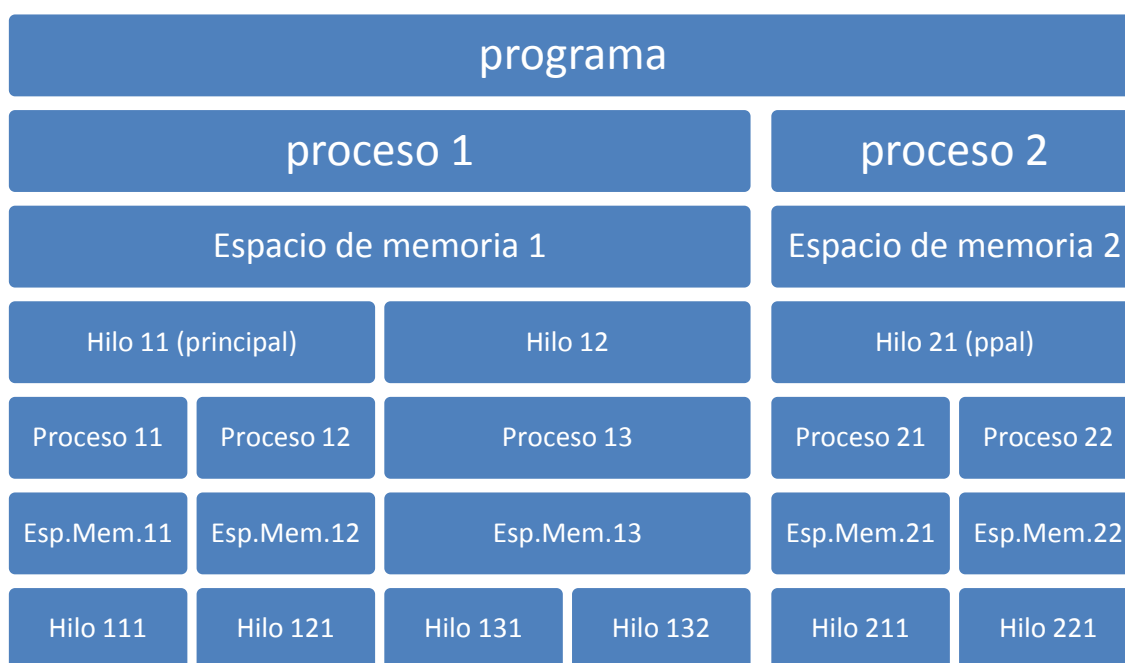 programa
proceso 1
proceso 2
Espacio de memoria 1
Espacio de memoria 2
Hilo 11 (principal)
Hilo 12
Hilo 21 (ppal)
Proceso 11
Proceso 12
Proceso 13
Proceso 21
Proceso 22
Esp.Mem.11
Esp.Mem.12
Esp.Mem.13
Esp.Mem.21
Esp.Mem.22
Hilo 111
Hilo 121
Hilo 131
Hilo 132
Hilo 211
Hilo 221